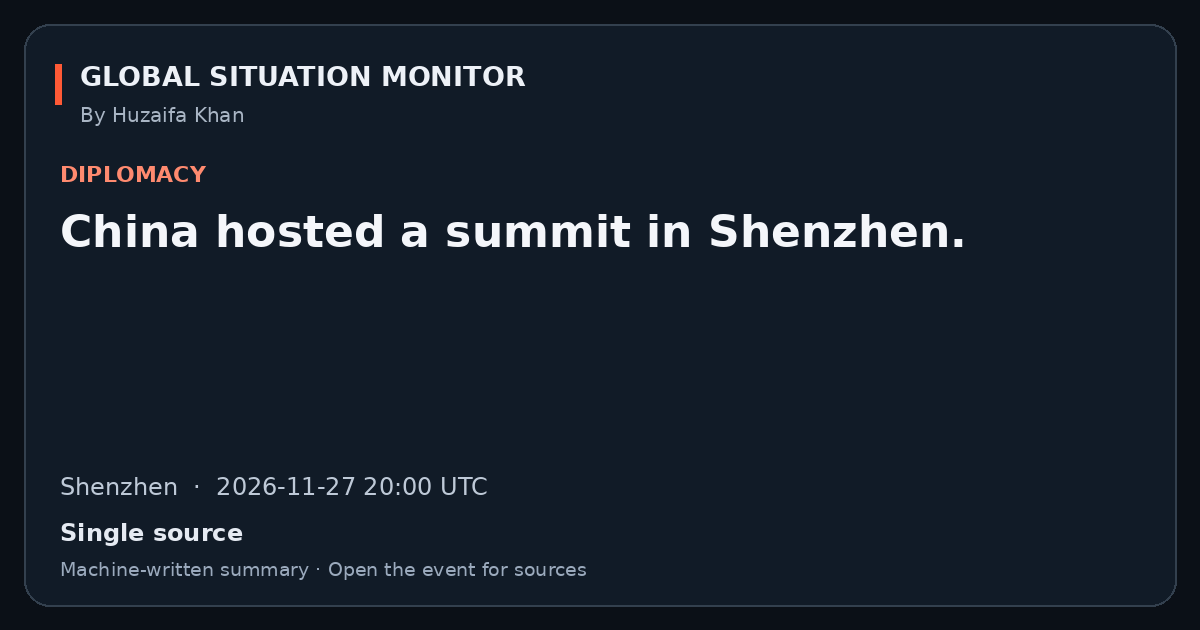 GLOBAL SITUATION MONITOR
By Huzaifa Khan
DIPLOMACY
China hosted a summit in Shenzhen.
Shenzhen · 2026-11-27 20:00 UTC
Single source
Machine-written summary · Open the event for sources